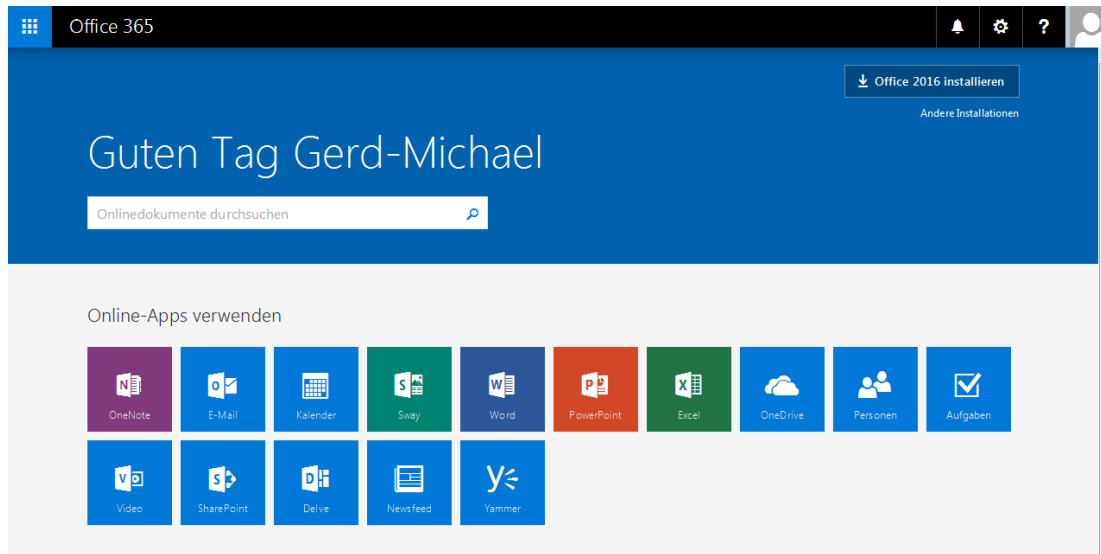 Office 365
?
Office 2016 installieren
Andere Installationen
Guten Tag Gerd-Michael
Onlinedokumente durchsuchen
Online-Apps verwenden
N
OneNote
o
E-Mail
Kalender
S
Sway
W
Word
P
PowerPoint
X
Excel
OneDrive
Personen
Aufgaben
V
Video
S
SharePoint
D
Delve
Newsfeed
y
Yammer